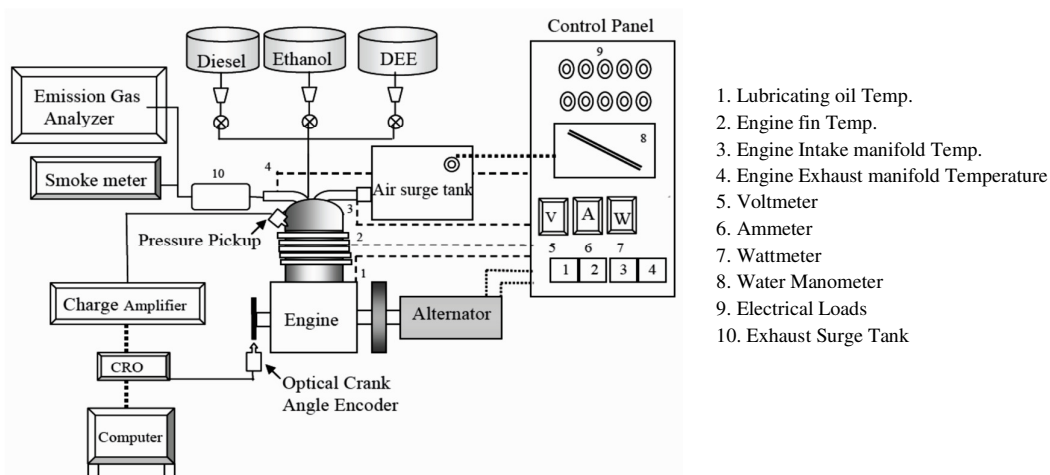 Control Panel
9
Diesel
Ethanol
DEE
Emission Gas
Analyzer
8
Smoke meter
10
4
Air surge tank
3
V
A
W
Pressure Pickup
2
5
6
7
1
1
2
3
4
Charge Amplifier
Engine
Alternator
CRO
Optical Crank
Angle Encoder
Computer
1. Lubricating oil Temp.
2. Engine fin Temp.
3. Engine Intake manifold Temp.
4. Engine Exhaust manifold Temperature
5. Voltmeter
6. Ammeter
7. Wattmeter
8. Water Manometer
9. Electrical Loads
10. Exhaust Surge Tank